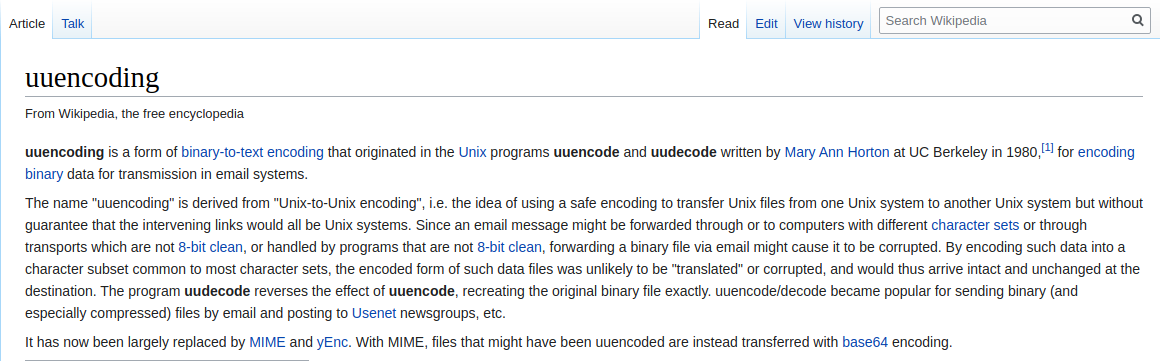 Article Talk Read Edit View history Search Wikipedia
uuencoding
From Wikipedia, the free encyclopedia
uuencoding is a form of binary-to-text encoding that originated in the Unix programs uuencode and uudecode written by Mary Ann Horton at UC Berkeley in 1980,[1] for encoding
binary data for transmission in email systems.
The name "uuencoding" is derived from "Unix-to-Unix encoding", i.e. the idea of using a safe encoding to transfer Unix files from one Unix system to another Unix system but without
guarantee that the intervening links would all be Unix systems. Since an email message might be forwarded through or to computers with different character sets or through
transports which are not 8-bit clean, or handled by programs that are not 8-bit clean, forwarding a binary file via email might cause it to be corrupted. By encoding such data into a
character subset common to most character sets, the encoded form of such data files was unlikely to be "translated" or corrupted, and would thus arrive intact and unchanged at the
destination. The program uudecode reverses the effect of uuencode, recreating the original binary file exactly. uuencode/decode became popular for sending binary (and
especially compressed) files by email and posting to Usenet newsgroups, etc.
It has now been largely replaced by MIME and yEnc. With MIME, files that might have been uuencoded are instead transferred with base64 encoding.